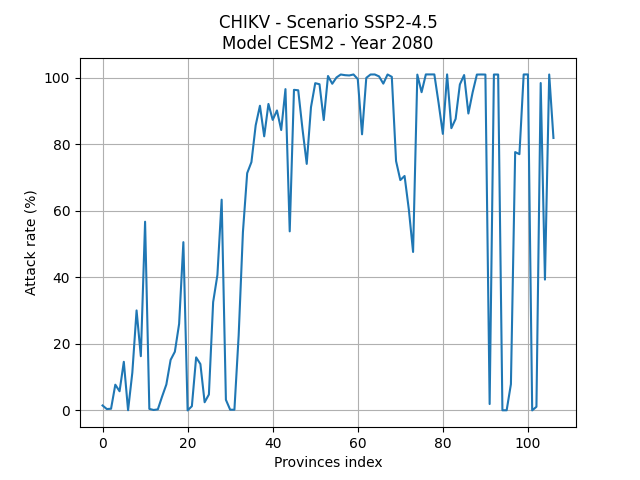 CHIKV - Scenario SSP2-4.5
Model CESM2 - Year 2080
Attack rate (%)
100
80
60
40
20
0
0 20 40 60 80 100
Provinces index